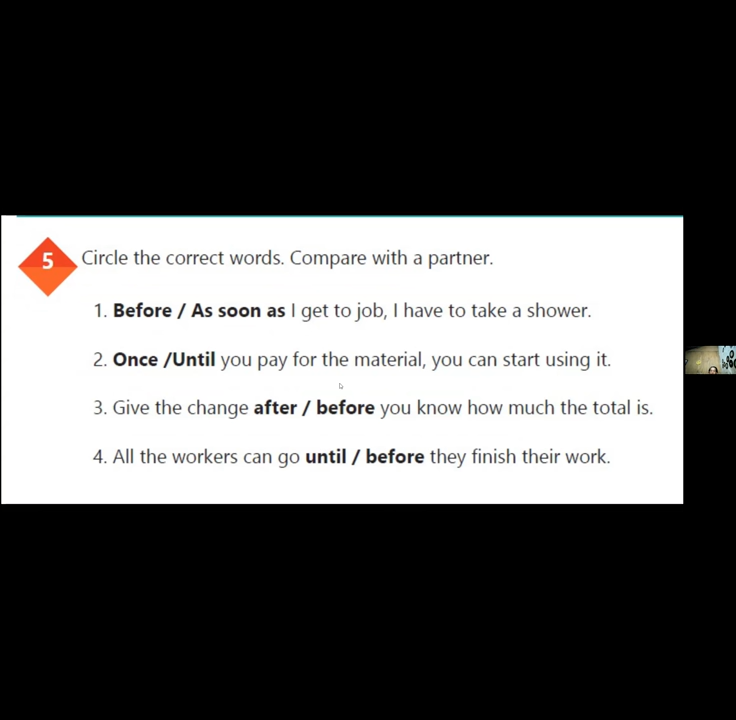 5
Circle the correct words. Compare with a partner.
1. Before / As soon as I get to job, I have to take a shower.
2. Once /Until you pay for the material, you can start using it.
3. Give the change after / before you know how much the total is.
4. All the workers can go until / before they finish their work.